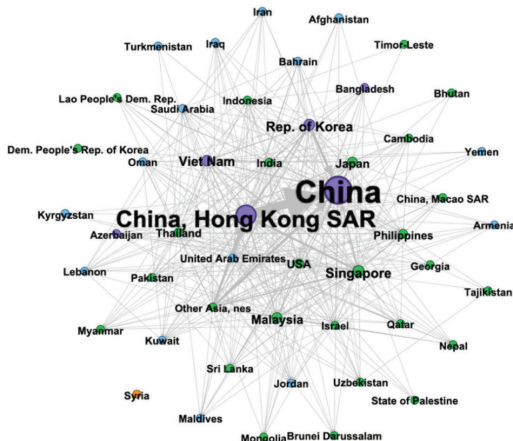 Iran
Afghanistan
Turkmenistan
Iraq
Timor-Leste
Bahrain
Bangladesh
Bhutan
Lao People's Dem. Rep.
Saudi Arabia
Indonesia
Rep. of Korea
Cambodia
Dem. People's Rep of Korea
Oman
Viet Nam
India
Japan
Yemen
China
China, Macao SAR
Kyrgyzstan
China, Hong Kong SAR
Armenia
Azerbaijan
Thailand
Philippines
Lebanon
United Arab Emirates
USA
Georgia
Pakistan
Singapore
Tajikistan
Other Asia, nes
Myanmar
Malaysia
Israel
Qatar
Kuwait
Nepal
Sri Lanka
Jordan
Uzbekistan
Syria
State of Palestine
Maldives
Mongolia
Brunei Darussalam